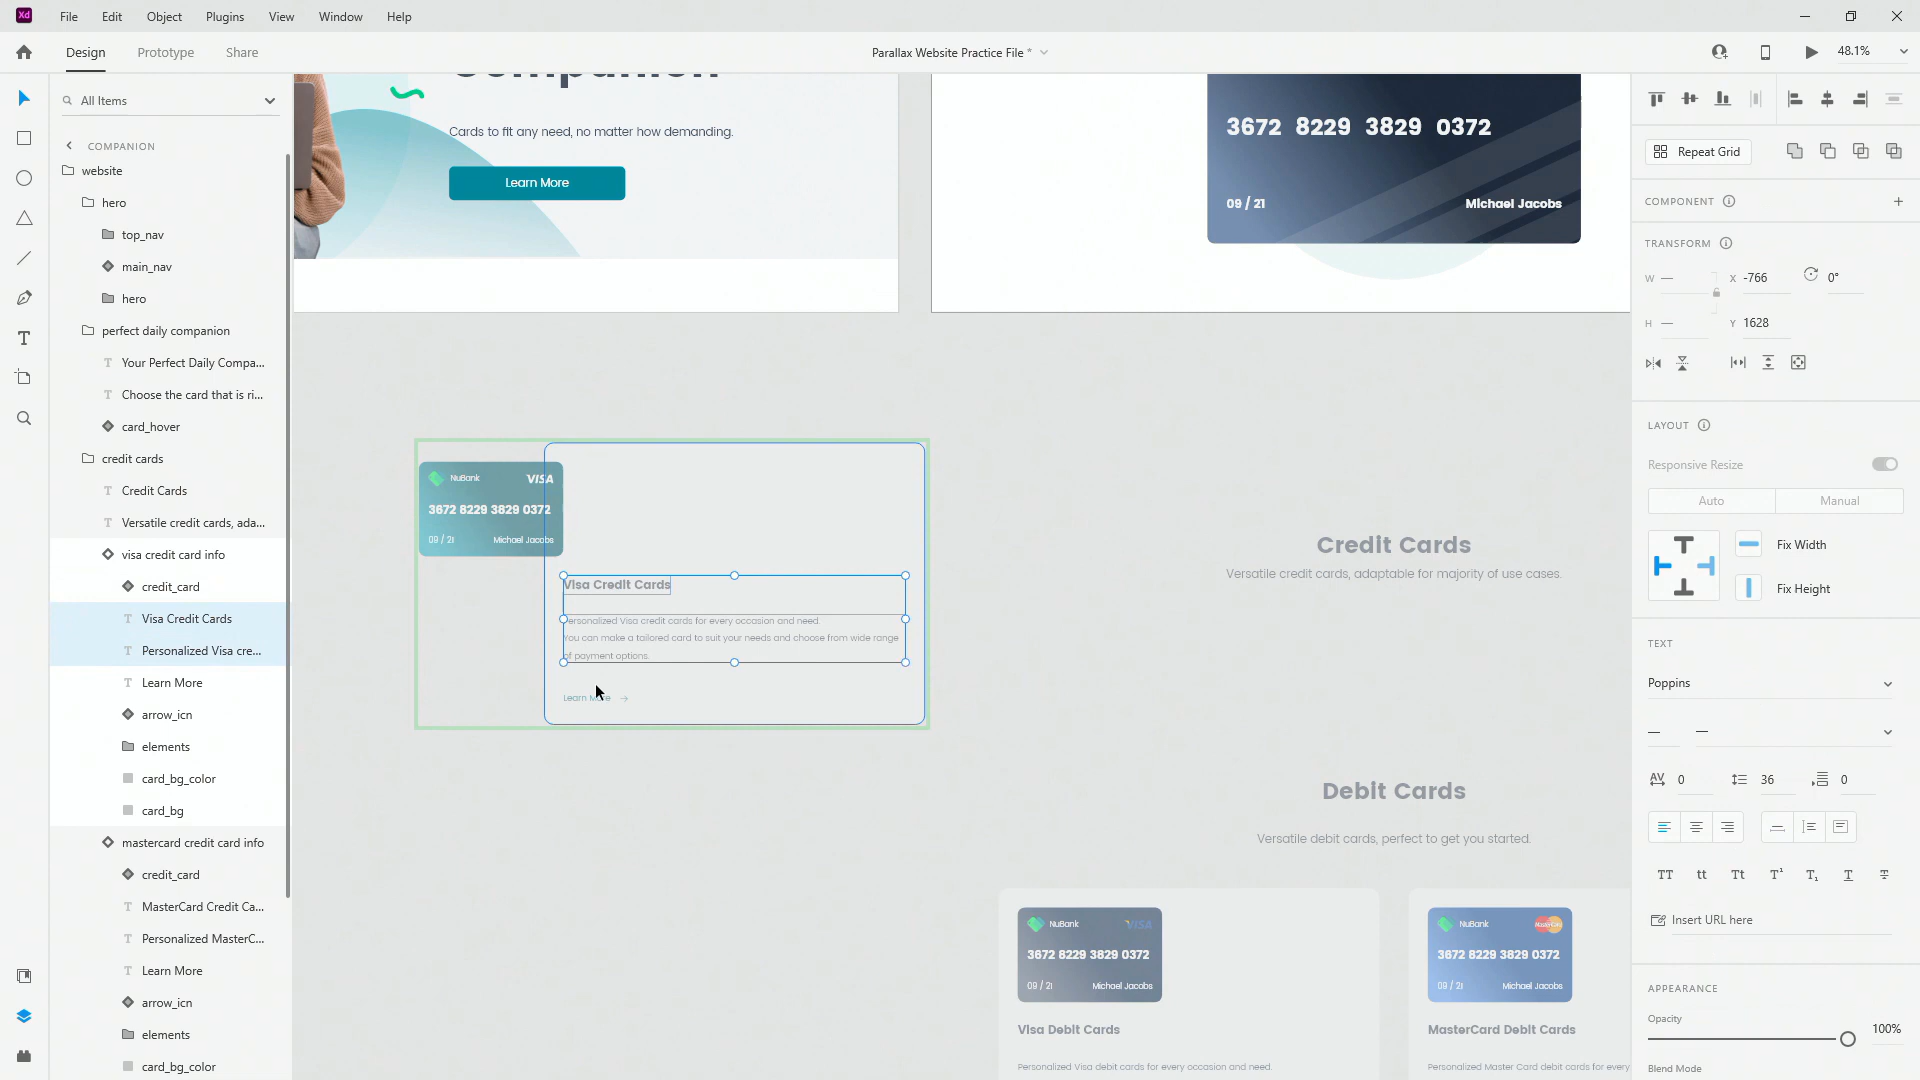 Xd
File
Edit
Object
Plugins
View
Window
Help
Design
Prototype
Share
Parallax Website Practice File *
48.1%
All Items
COMPANION
website
hero
top_nav
main_nav
hero
perfect daily companion
Your Perfect Daily Compa...
Choose the card that is ri...
card_hover
credit cards
Credit Cards
Versatile credit cards, ada...
visa credit card info
credit_card
Visa Credit Cards
Personalized Visa cre...
Learn More
arrow_icn
elements
card_bg_color
card_bg
mastercard credit card info
credit_card
MasterCard Credit Ca...
Personalized MasterC...
Learn More
arrow_icn
elements
card_bg_color
Companion
Cards to fit any need, no matter how demanding.
Learn More
3672 8229 3829 0372
09 / 21
Michael Jacobs
NuBank
VISA
3672 8229 3829 0372
09 / 21
Michael Jacobs
Visa Credit Cards
Personalized Visa credit cards for every occasion and need.
You can make a tailored card to suit your needs and choose from wide range
of payment options.
Learn More
Credit Cards
Versatile credit cards, adaptable for majority of use cases.
Debit Cards
Versatile debit cards, perfect to get you started.
NuBank
VISA
3672 8229 3829 0372
09 / 21
Michael Jacobs
Visa Debit Cards
Personalized Visa debit cards for every occasion and need.
NuBank
MasterCard
3672 8229 3829 0372
09 / 21
Michael Jacobs
MasterCard Debit Cards
Personalized Master Card debit cards for every
Repeat Grid
COMPONENT
TRANSFORM
W —
X -766
0°
H —
Y 1628
LAYOUT
Responsive Resize
Auto
Manual
Fix Width
Fix Height
TEXT
Poppins
— —
AV 0
36
0
TT tt Tt T¹ T₁ T T
Insert URL here
APPEARANCE
Opacity
100%
Blend Mode